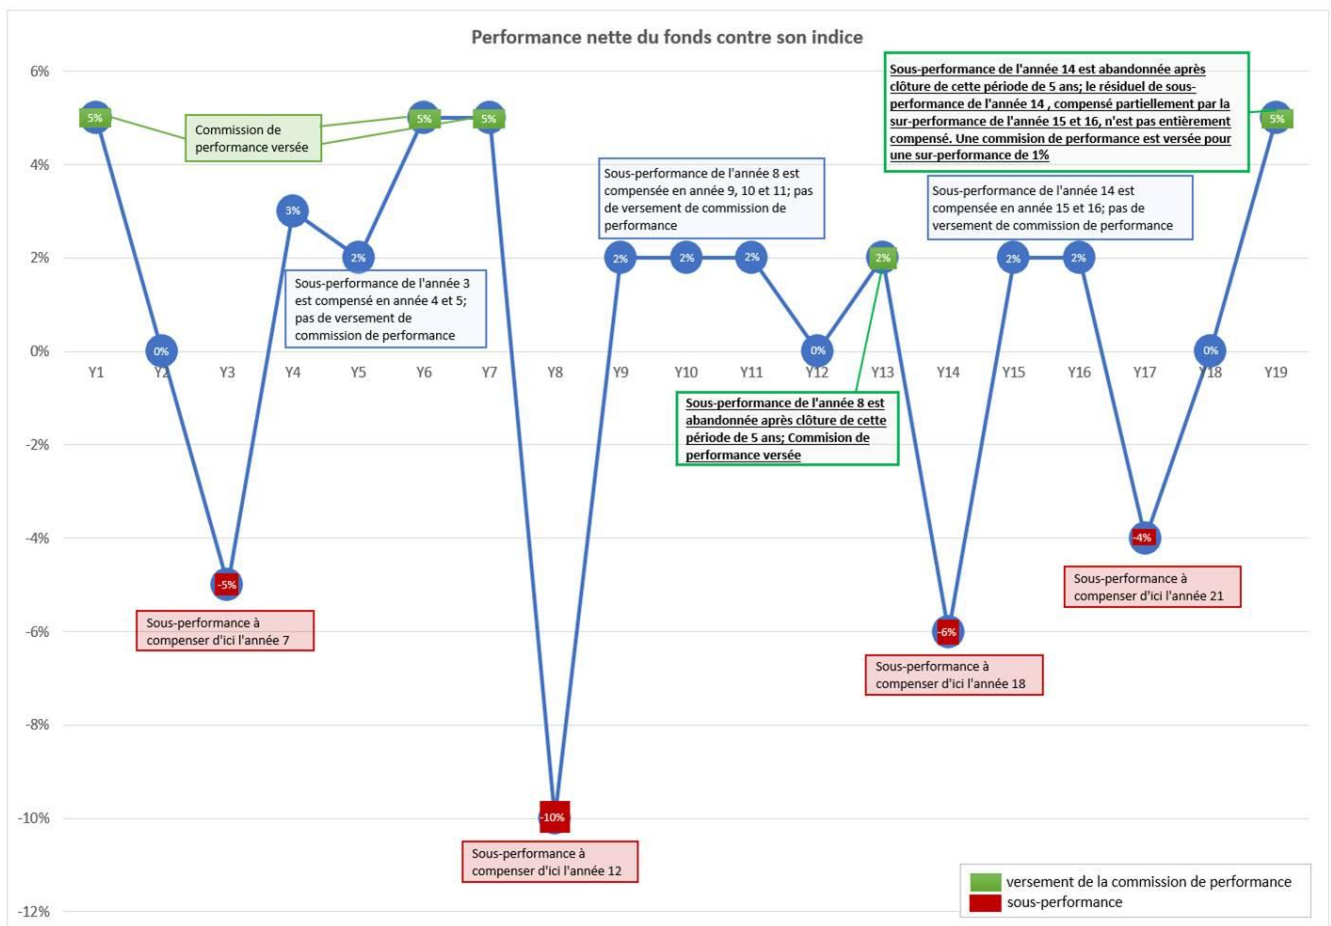 Performance nette du fonds contre son indice
6%
4%
2%
0%
-2%
-4%
-6%
-8%
-10%
-12%
Y1
Y2
Y3
Y4
Y5
Y6
Y7
Y8
Y9
Y10
Y11
Y12
Y13
Y14
Y15
Y16
Y17
Y18
Y19
5%
0%
-5%
3%
2%
5%
5%
-10%
2%
2%
2%
0%
2%
-6%
2%
2%
-4%
0%
5%
Commission de
performance versée
Sous-performance à
compenser d'ici l'année 7
Sous-performance de l'année 3
est compensé en année 4 et 5;
pas de versement de
commission de performance
Sous-performance à
compenser d'ici l'année 12
Sous-performance de l'année 8 est
compensée en année 9, 10 et 11; pas
de versement de commission de
performance
Sous-performance de l'année 8 est
abandonnée après clôture de cette
période de 5 ans; Commision de
performance versée
Sous-performance à
compenser d'ici l'année 18
Sous-performance de l'année 14 est
compensée en année 15 et 16; pas de
versement de commission de performance
Sous-performance de l'année 14 est abandonnée après
clôture de cette période de 5 ans; le résiduel de sous-
performance de l'année 14 , compensé partiellement par la
sur-performance de l'année 15 et 16, n'est pas entièrement
compensé. Une commision de performance est versée pour
une sur-performance de 1%
Sous-performance à
compenser d'ici l'année 21
versement de la commission de performance
sous-performance